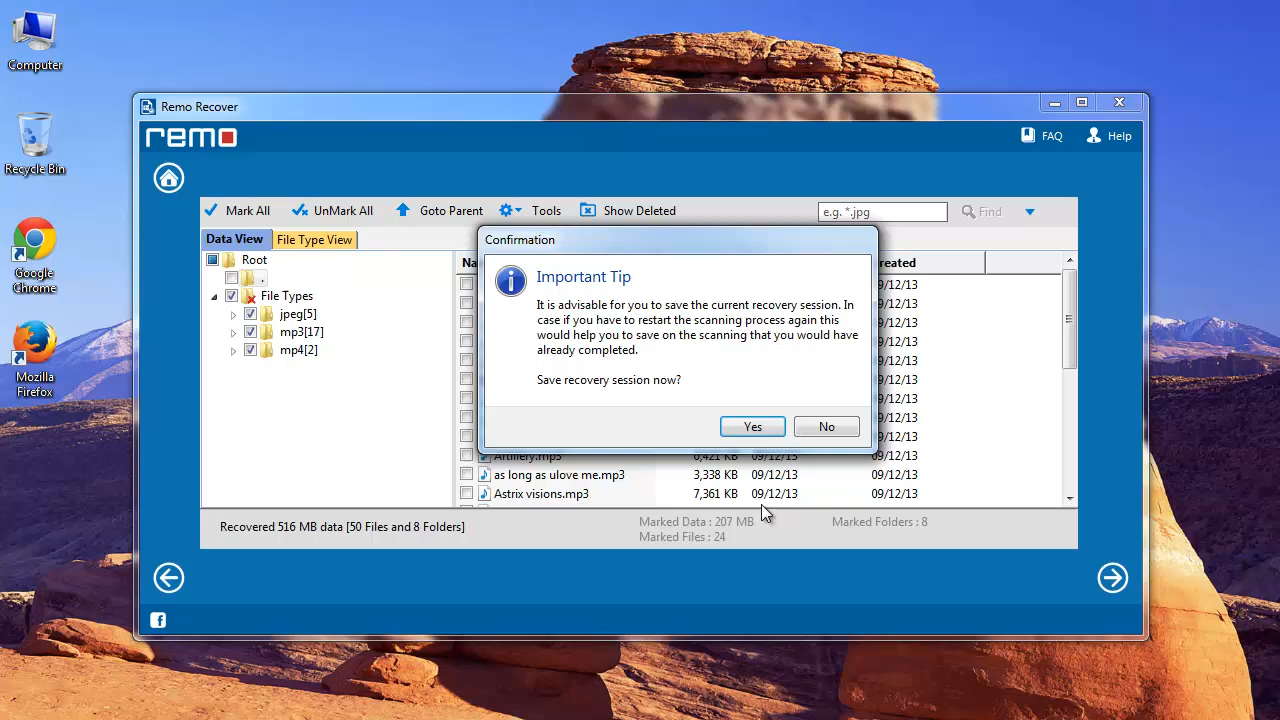 Computer
Recycle Bin
Google
Chrome
Mozilla
Firefox
Remo Recover
remo
FAQ
Help
Mark All
UnMark All
Goto Parent
Tools
Show Deleted
e.g. *.jpg
Find
Data View
File Type View
Root
.
File Types
jpeg[5]
mp3[17]
mp4[2]
Confirmation
Important Tip
It is advisable for you to save the current recovery session. In
case if you have to restart the scanning process again this
would help you to save on the scanning that you would have
already completed.
Save recovery session now?
Yes
No
09/12/13
09/12/13
09/12/13
09/12/13
09/12/13
09/12/13
09/12/13
09/12/13
09/12/13
Artillery.mp3 09/12/13 09/12/13
as long as ulove me.mp3 3,338 KB 09/12/13 09/12/13
Astrix visions.mp3 7,361 KB 09/12/13 09/12/13
Recovered 516 MB data [50 Files and 8 Folders]
Marked Data : 207 MB
Marked Folders : 8
Marked Files : 24
f